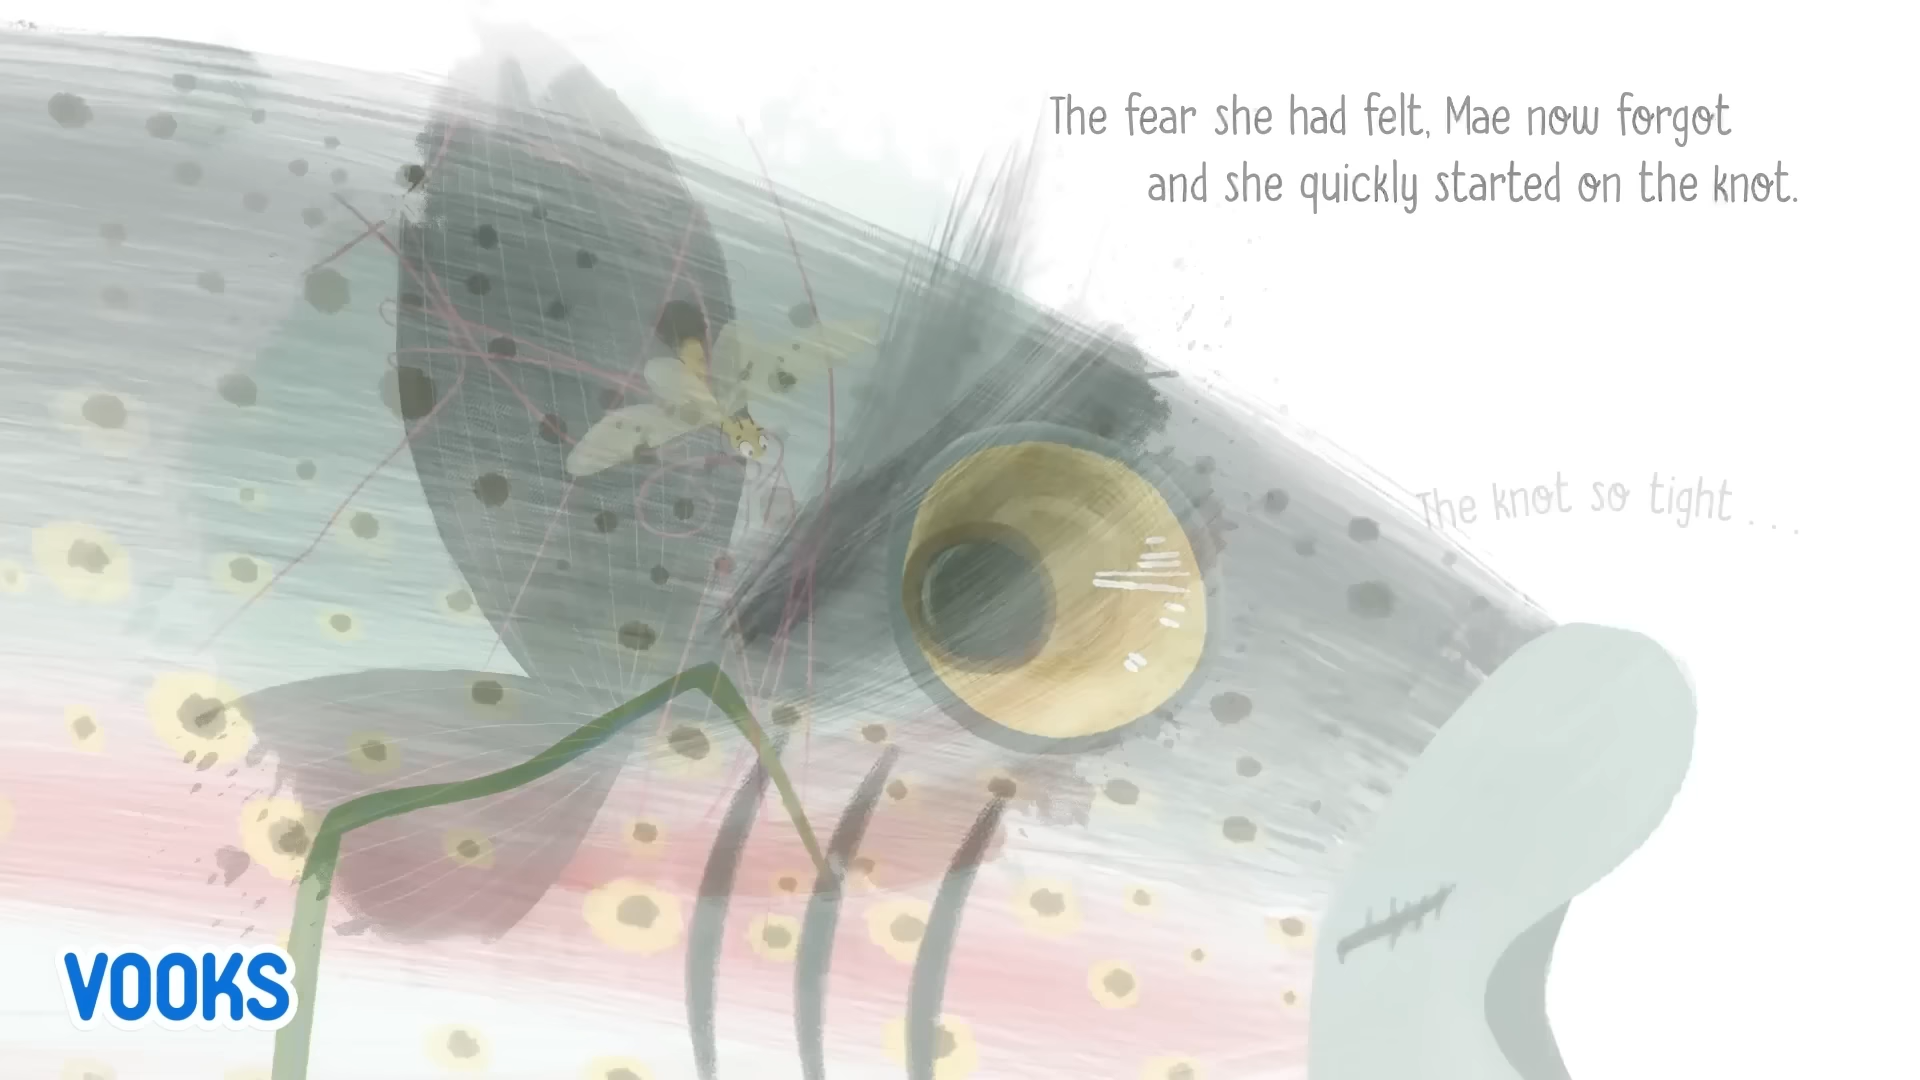 The fear she had felt, Mae now forgot
and she quickly started on the knot.
The knot so tight . . .
VOOKS